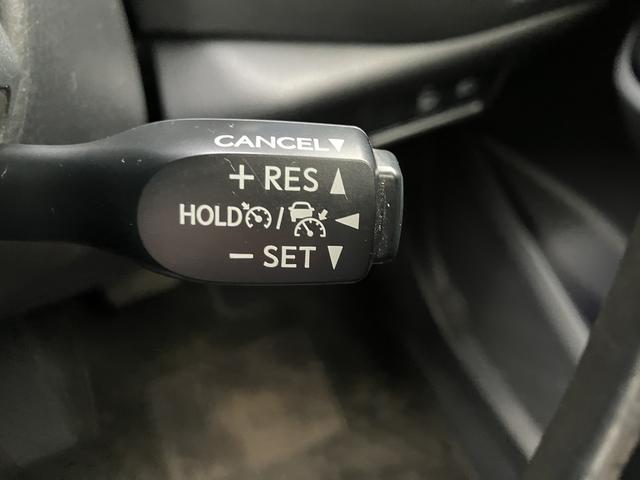 CANCEL▼
+ RES ▲
HOLD / ◀
− SET ▼